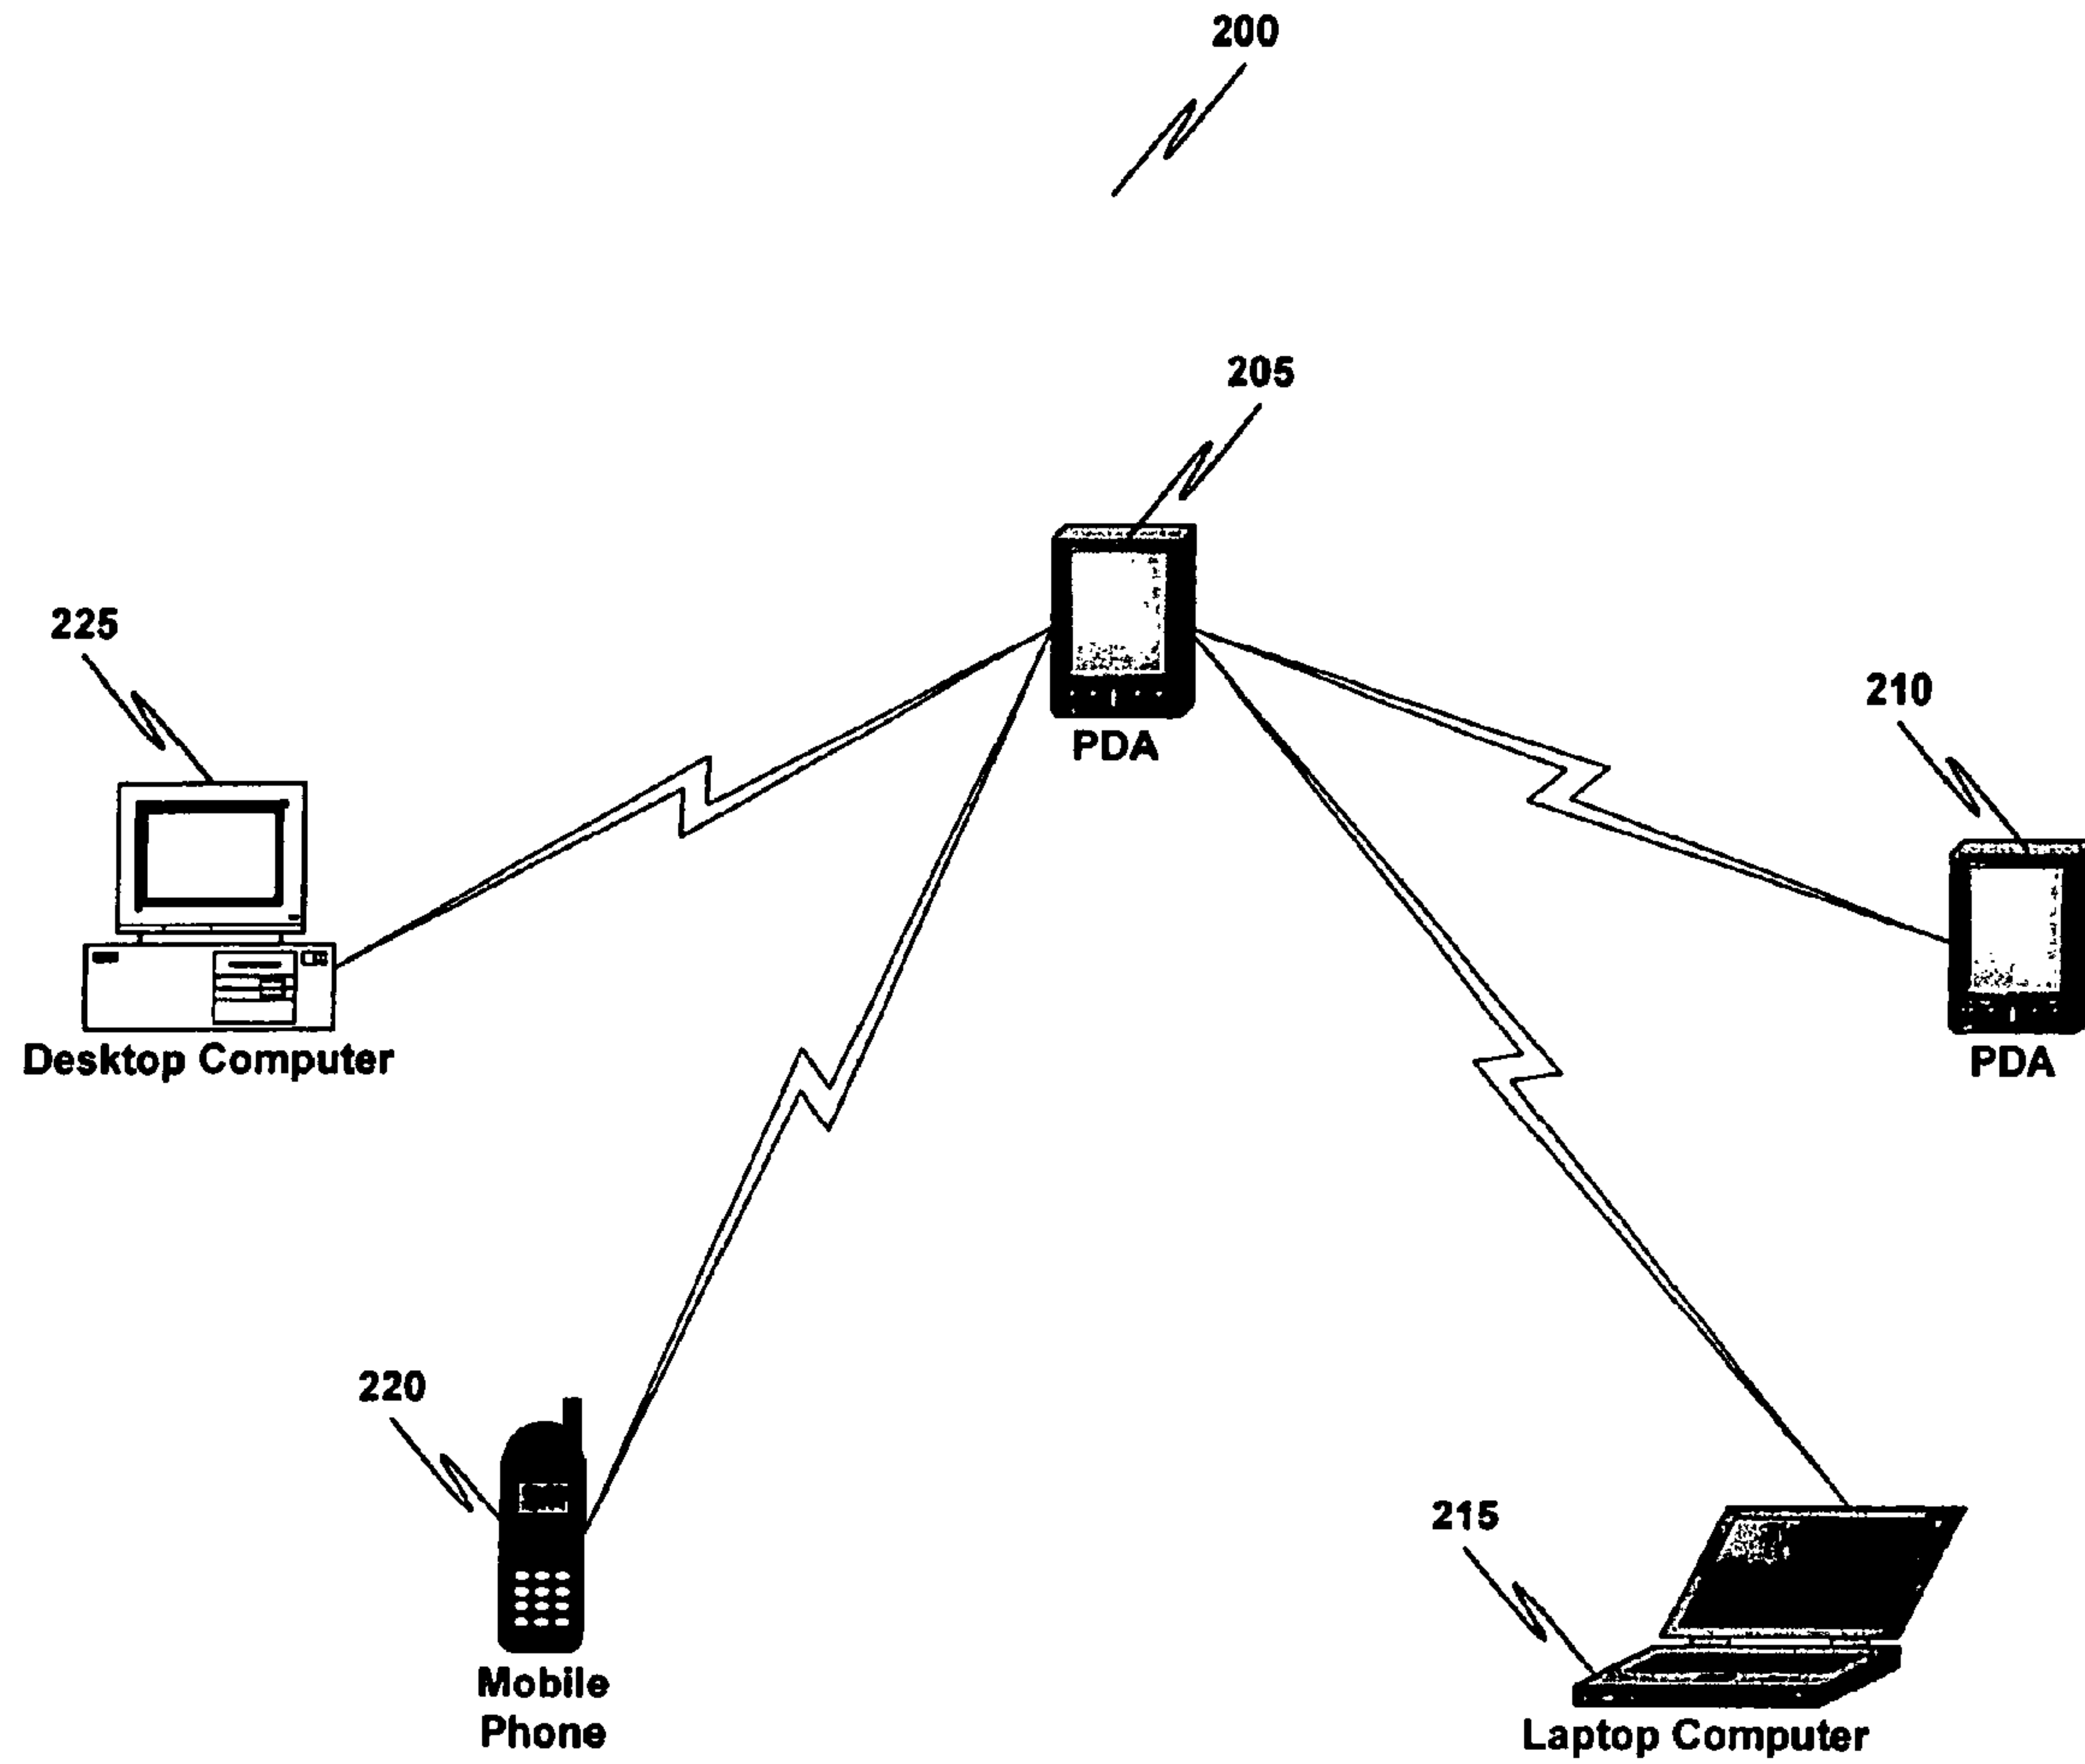 200
205
225
210
PDA
Desktop Computer
PDA
220
215
Mobile
Phone
Laptop Computer